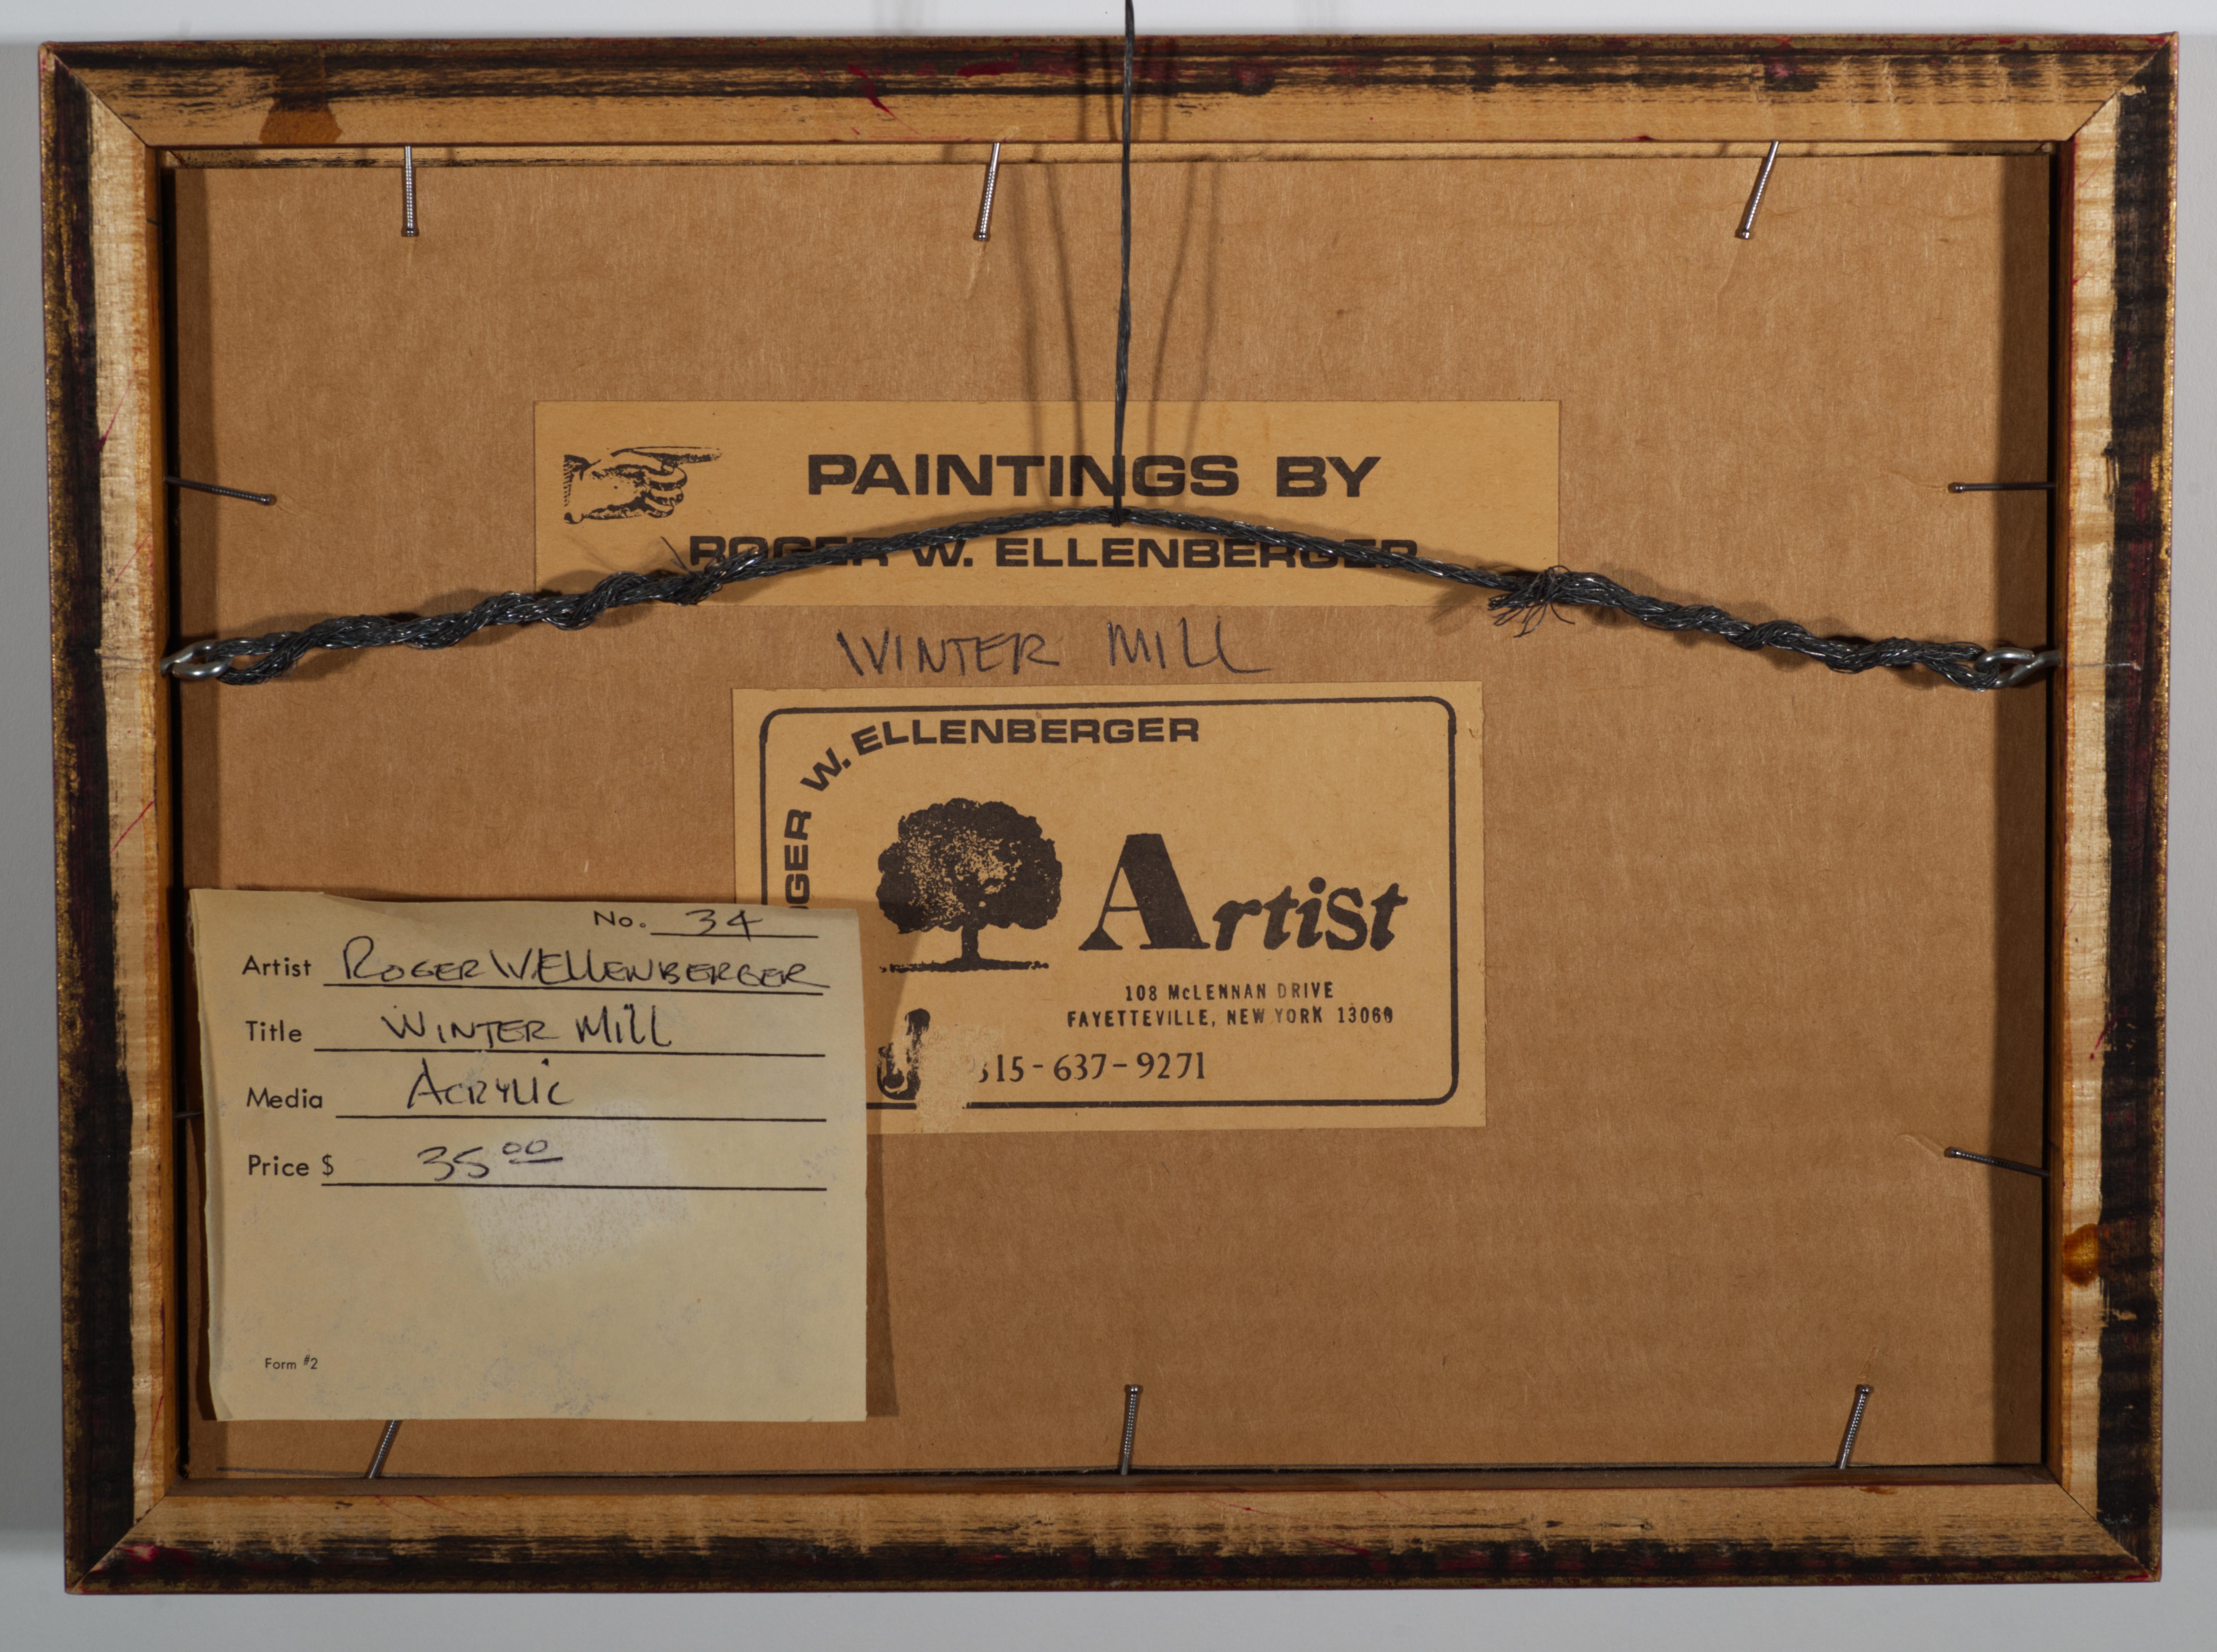 PAINTINGS BY
ROGER W. ELLENBERGER
WINTER MILL
W. ELLENBERGER
Artist
108 McLENNAN DRIVE
FAYETTEVILLE, NEW YORK 13066
315-637-9271
No. 34
Artist ROGER W. ELLENBERGER
Title WINTER MILL
Media ACRYLIC
Price $ 35 00
Form #2